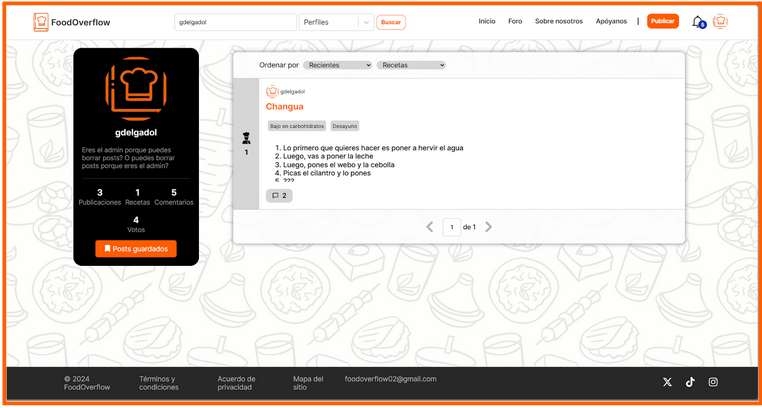 FoodOverflow
gdelgadol
Perfiles
Buscar
Inicio
Foro
Sobre nosotros
Apóyanos
|
Publicar
5
gdelgadol
Eres el admin porque puedes
borrar posts? O puedes borrar
posts porque eres el admin?
3 1 5
Publicaciones Recetas Comentarios
4
Votos
Posts guardados
Ordenar por Recientes Recetas
gdelgadol
Changua
Bajo en carbohidratos Desayuno
1
1. Lo primero que quieres hacer es poner a hervir el agua
2. Luego, vas a poner la leche
3. Luego, pones el webo y la cebolla
4. Picas el cilantro y lo pones
5. ???
2
1 de 1
© 2024
FoodOverflow
Términos y
condiciones
Acuerdo de
privacidad
Mapa del
sitio
foodoverflow02@gmail.com